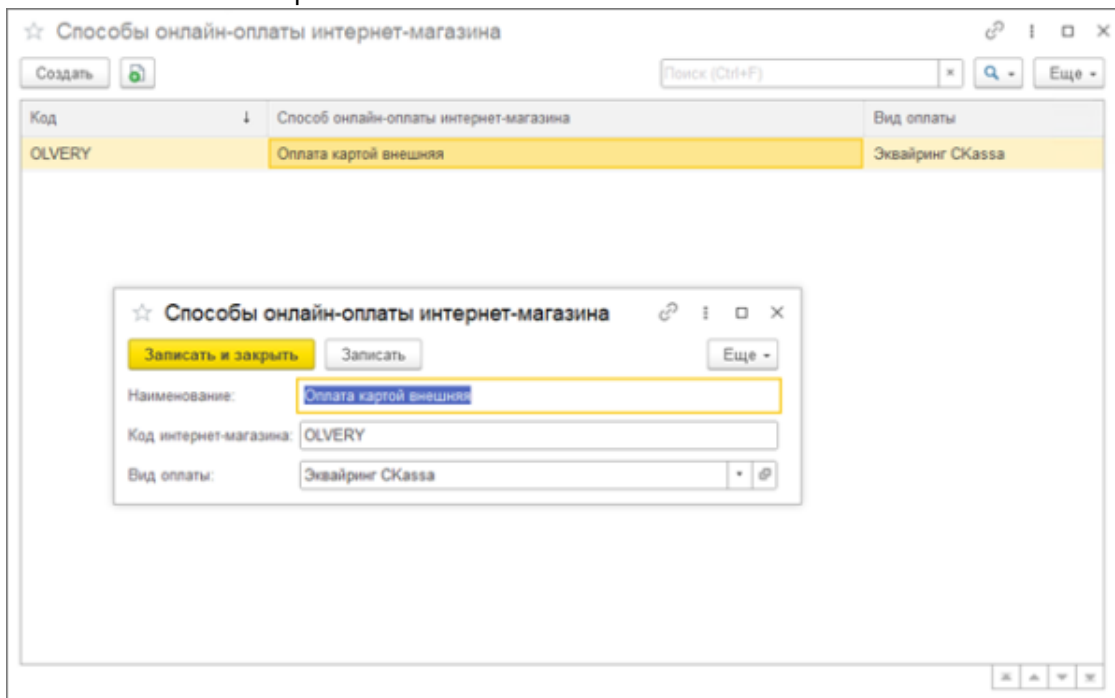 Способы онлайн-оплаты интернет-магазина
Создать Поиск (Ctrl+F) Еще
Код Способ онлайн-оплаты интернет-магазина Вид оплаты
OLVERY Оплата картой внешняя Эквайринг CKassa
Способы онлайн-оплаты интернет-магазина
Записать и закрыть Записать Еще
Наименование: Оплата картой внешняя
Код интернет-магазина: OLVERY
Вид оплаты: Эквайринг CKassa